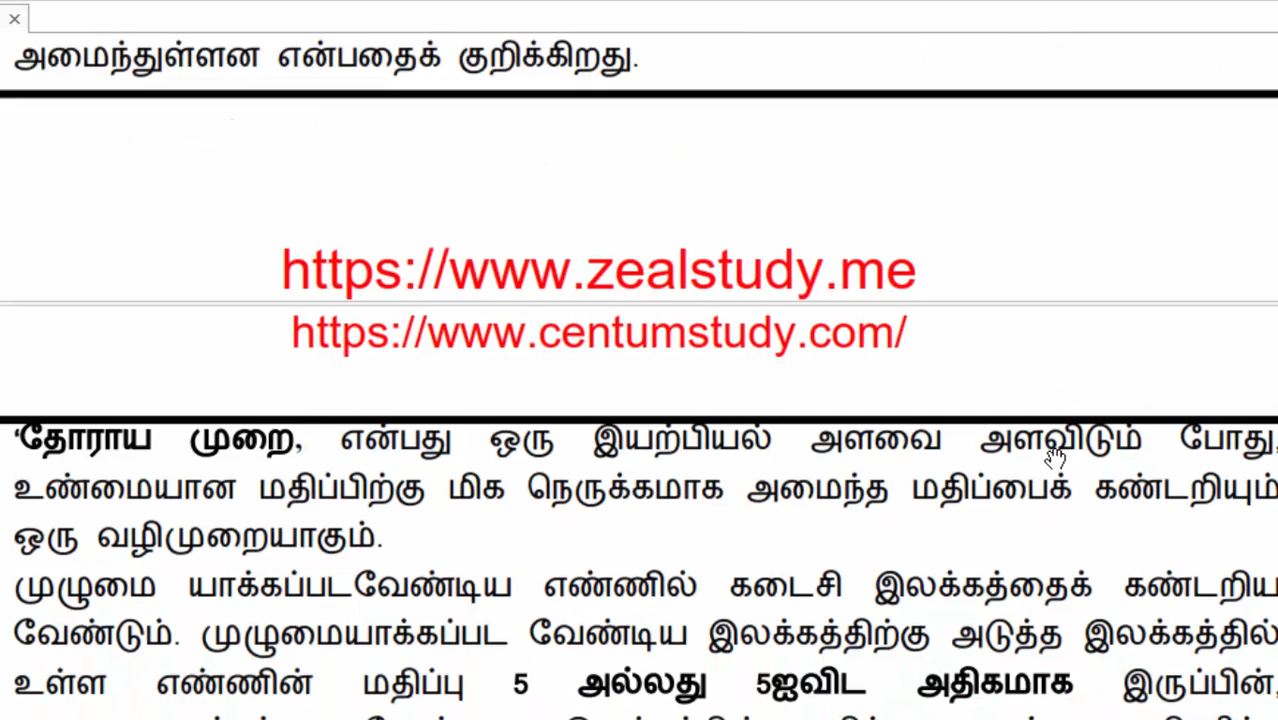 அமைந்துள்ளன என்பதைக் குறிக்கிறது.
https://www.zealstudy.me
https://www.centumstudy.com/
‘தோராய முறை, என்பது ஒரு இயற்பியல் அளவை அளவிடும் போது,
உண்மையான மதிப்பிற்கு மிக நெருக்கமாக அமைந்த மதிப்பைக் கண்டறியும்
ஒரு வழிமுறையாகும்.
முழுமை யாக்கப்படவேண்டிய எண்ணில் கடைசி இலக்கத்தைக் கண்டறிய
வேண்டும். முழுமையாக்கப்பட வேண்டிய இலக்கத்திற்கு அடுத்த இலக்கத்தில்
உள்ள எண்ணின் மதிப்பு 5 அல்லது 5ஐவிட அதிகமாக இருப்பின்,